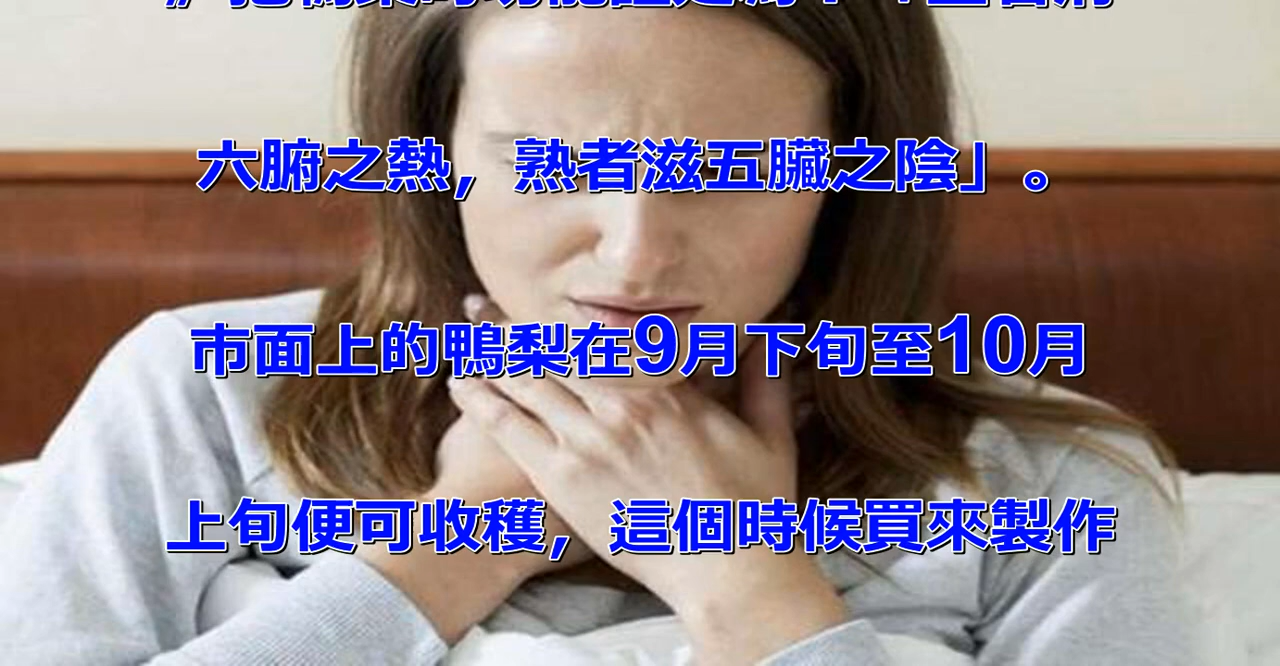 六腑之熱，熟者滋五臟之陰」。
市面上的鴨梨在9月下旬至10月
上旬便可收穫，這個時候買來製作